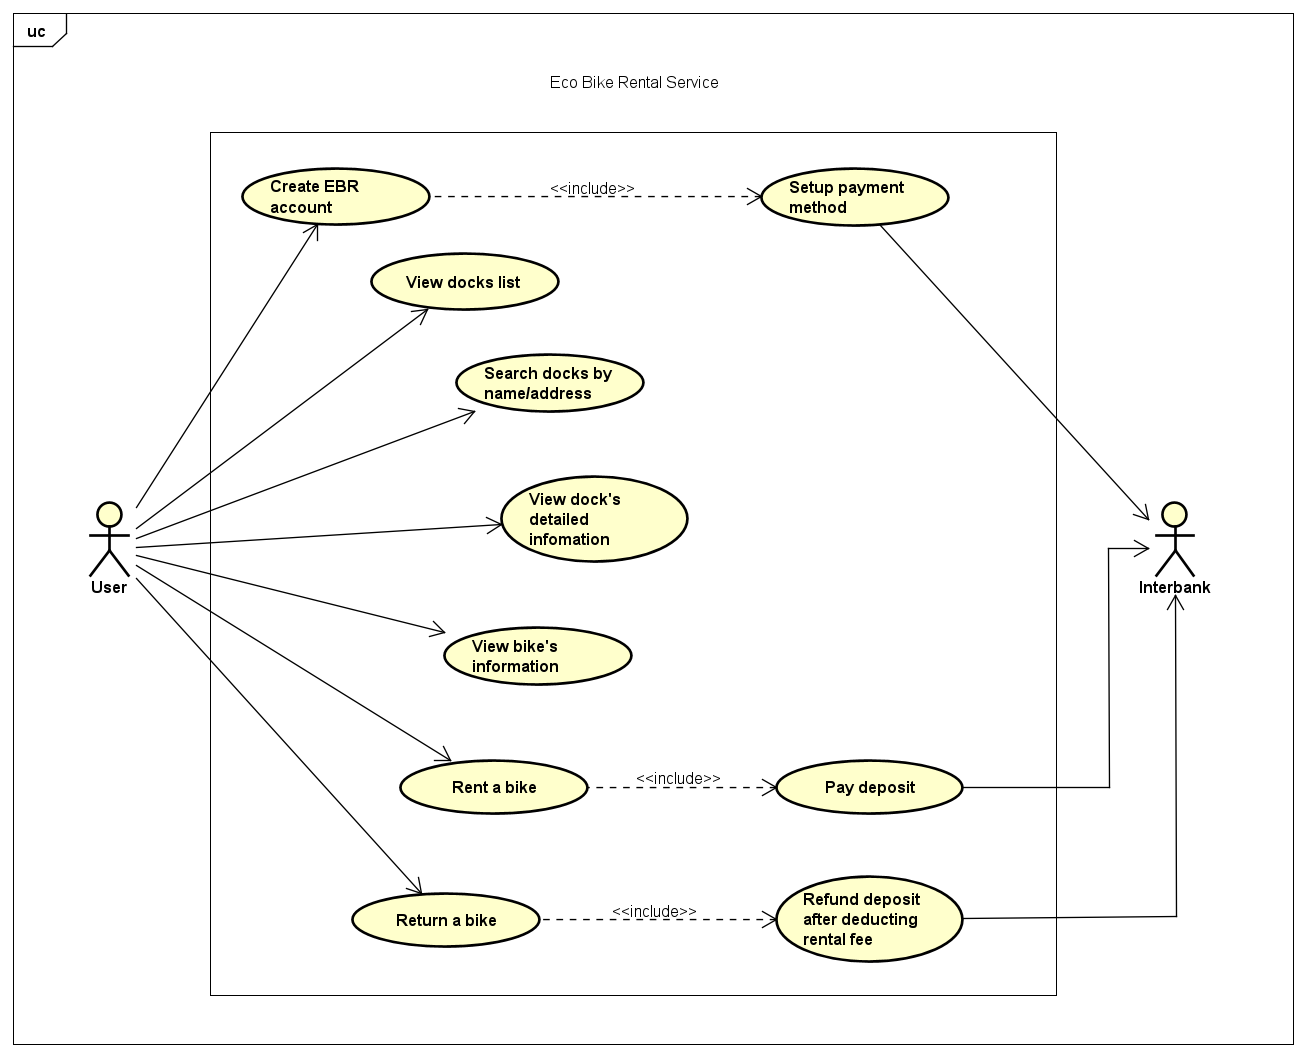 uc
Eco Bike Rental Service
Create EBR
account
<<include>>
Setup payment
method
View docks list
Search docks by
name/address
View dock's
detailed
infomation
User
Interbank
View bike's
information
Rent a bike
<<include>>
Pay deposit
Return a bike
<<include>>
Refund deposit
after deducting
rental fee